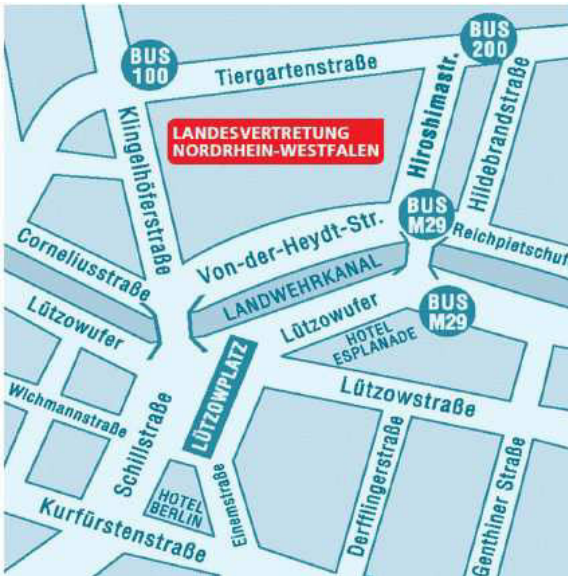 BUS
100
BUS
200
Tiergartenstraße
Hiroshimastr.
Hildebrandstraße
Klingelhöferstraße
LANDESVERTRETUNG
NORDRHEIN-WESTFALEN
BUS
M29
Reichpietschuf
Von-der-Heydt-Str.
Corneliusstraße
LANDWEHRKANAL
Lützowufer
Lützowufer
BUS
M29
HOTEL
ESPLANADE
LÜTZOWPLATZ
Lützowstraße
Wichmannstraße
Schillstraße
HOTEL
BERLIN
Einemstraße
Derfflingerstraße
Genthiner Straße
Kurfürstenstraße